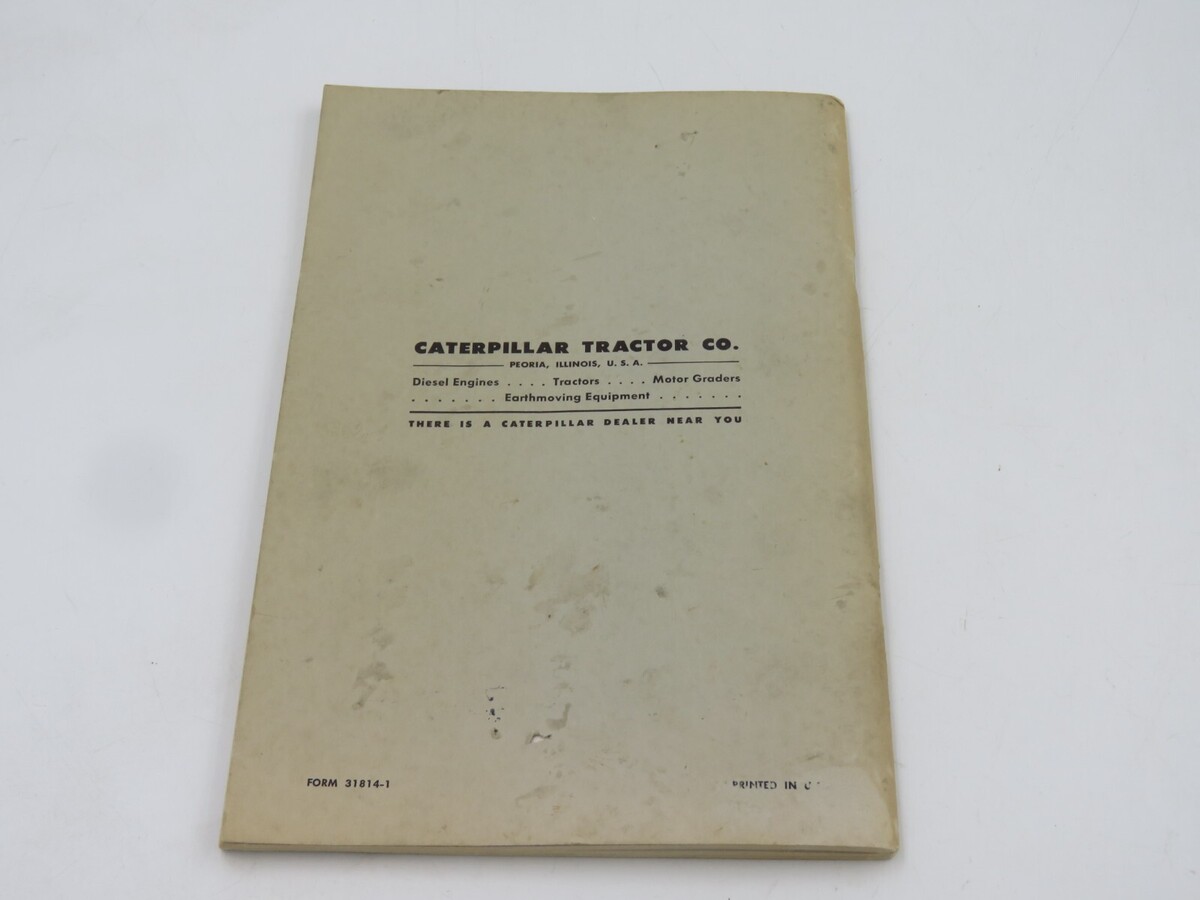 CATERPILLAR TRACTOR CO.
PEORIA, ILLINOIS, U. S. A.
Diesel Engines . . . . Tractors . . . . Motor Graders
. . . . . . . Earthmoving Equipment . . . . . . .
THERE IS A CATERPILLAR DEALER NEAR YOU
FORM 31814-1
PRINTED IN